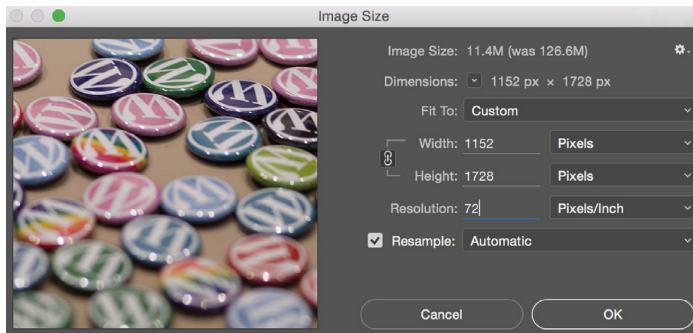 Image Size
Image Size: 11.4M (was 126.6M)
Dimensions: 1152 px × 1728 px
Fit To: Custom
Width: 1152 Pixels
Height: 1728 Pixels
Resolution: 72 Pixels/Inch
Resample: Automatic
Cancel OK